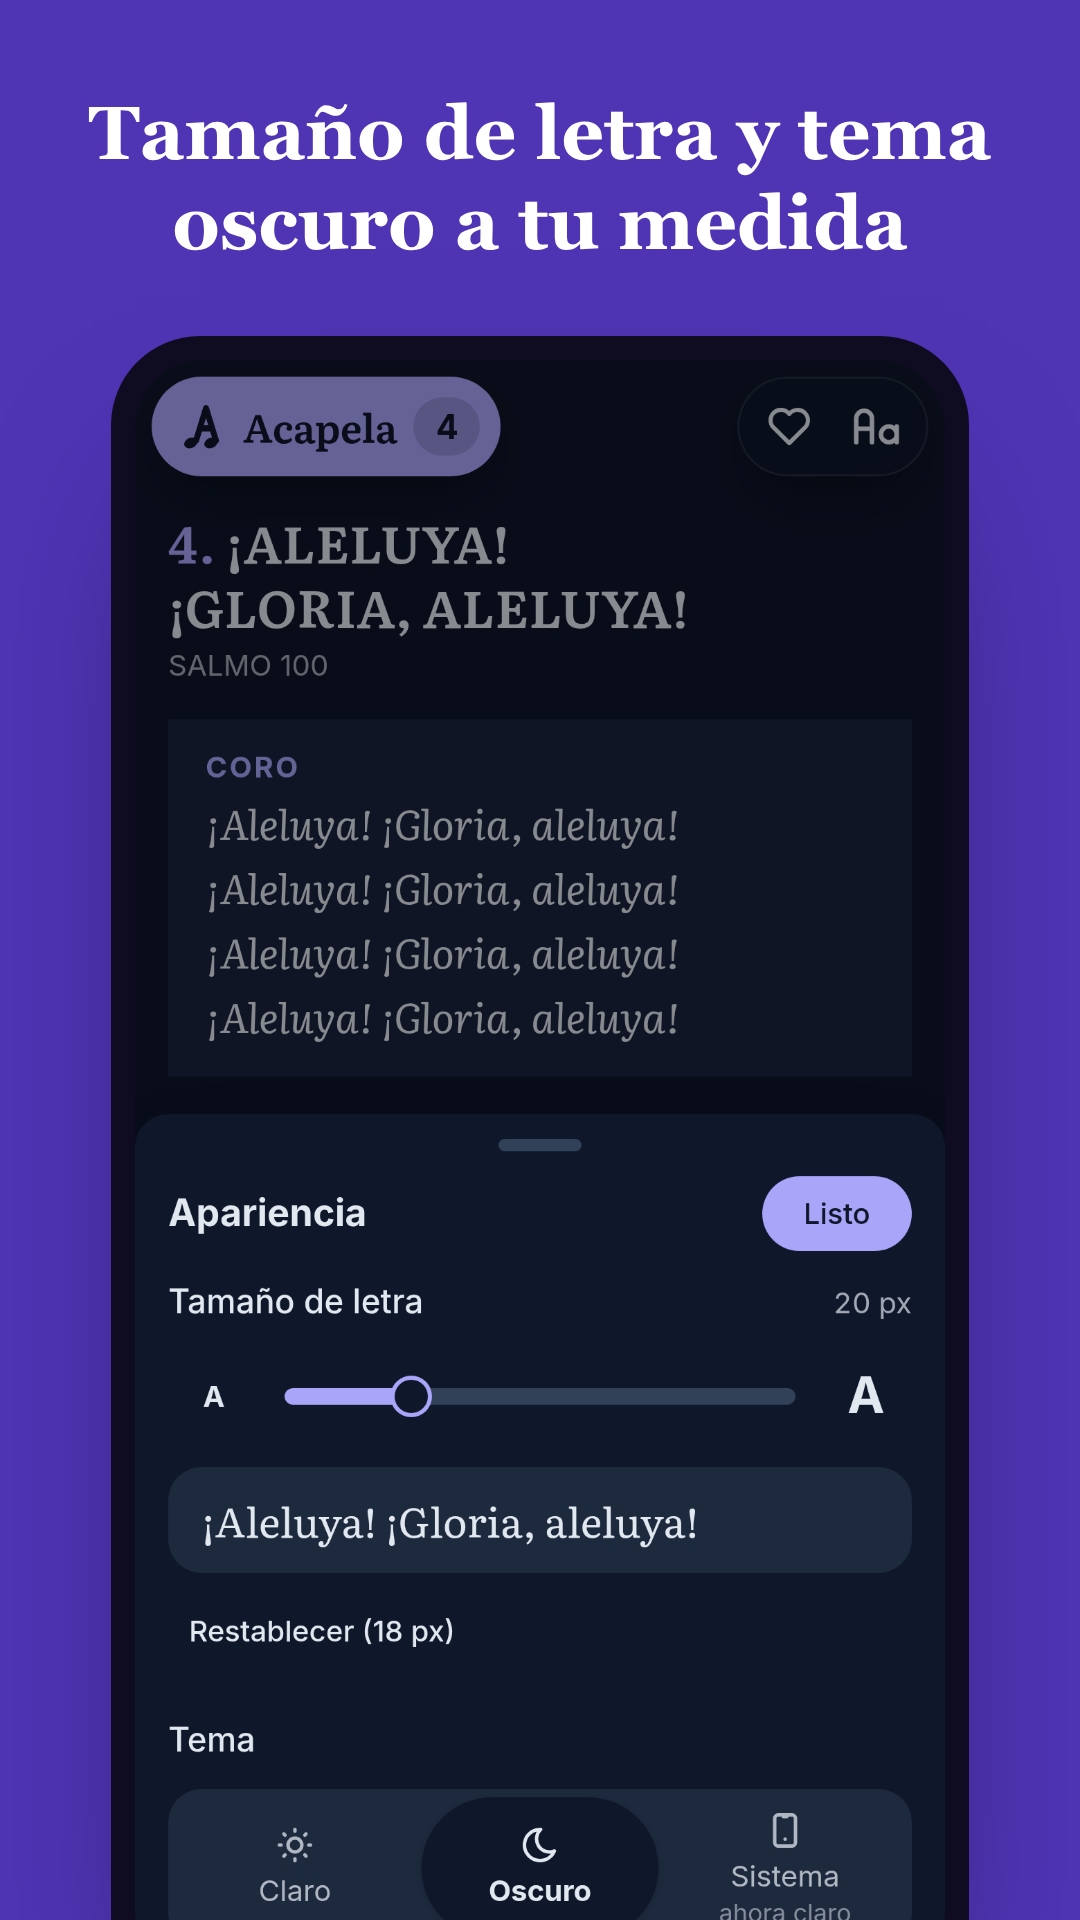 Tamaño de letra y tema
oscuro a tu medida
Acapela 4
Aa
4. ¡ALELUYA!
¡GLORIA, ALELUYA!
SALMO 100
CORO
¡Aleluya! ¡Gloria, aleluya!
¡Aleluya! ¡Gloria, aleluya!
¡Aleluya! ¡Gloria, aleluya!
¡Aleluya! ¡Gloria, aleluya!
Apariencia
Listo
Tamaño de letra
20 px
A
A
¡Aleluya! ¡Gloria, aleluya!
Restablecer (18 px)
Tema
Claro
Oscuro
Sistema
ahora claro